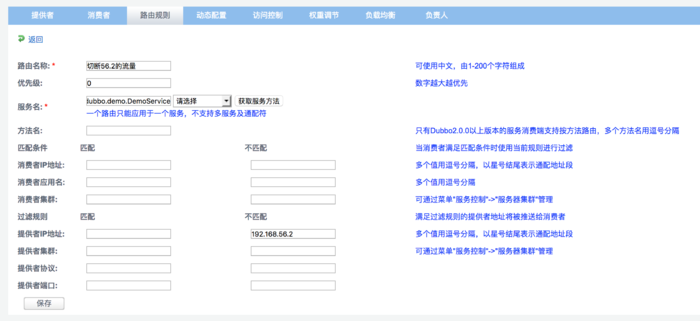 提供者 消费者 路由规则 动态配置 访问控制 权重调节 负载均衡 负责人
返回
路由名称: * 切断56.2的流量 可使用中文，由1-200个字符组成
优先级: 0 数字越大越优先
服务名: * lubbo.demo.DemoService 请选择 获取服务方法
一个路由只能应用于一个服务，不支持多服务及通配符
方法名: 只有Dubbo2.0.0以上版本的服务消费端支持按方法路由，多个方法名用逗号分隔
匹配条件 匹配 不匹配 当消费者满足匹配条件时使用当前规则进行过滤
消费者IP地址: 多个值用逗号分隔，以星号结尾表示通配地址段
消费者应用名: 多个值用逗号分隔
消费者集群: 可通过菜单"服务控制"->"服务器集群"管理
过滤规则 匹配 不匹配 满足过滤规则的提供者地址将被推送给消费者
提供者IP地址: 192.168.56.2 多个值用逗号分隔，以星号结尾表示通配地址段
提供者集群: 可通过菜单"服务控制"->"服务器集群"管理
提供者协议:
提供者端口:
保存